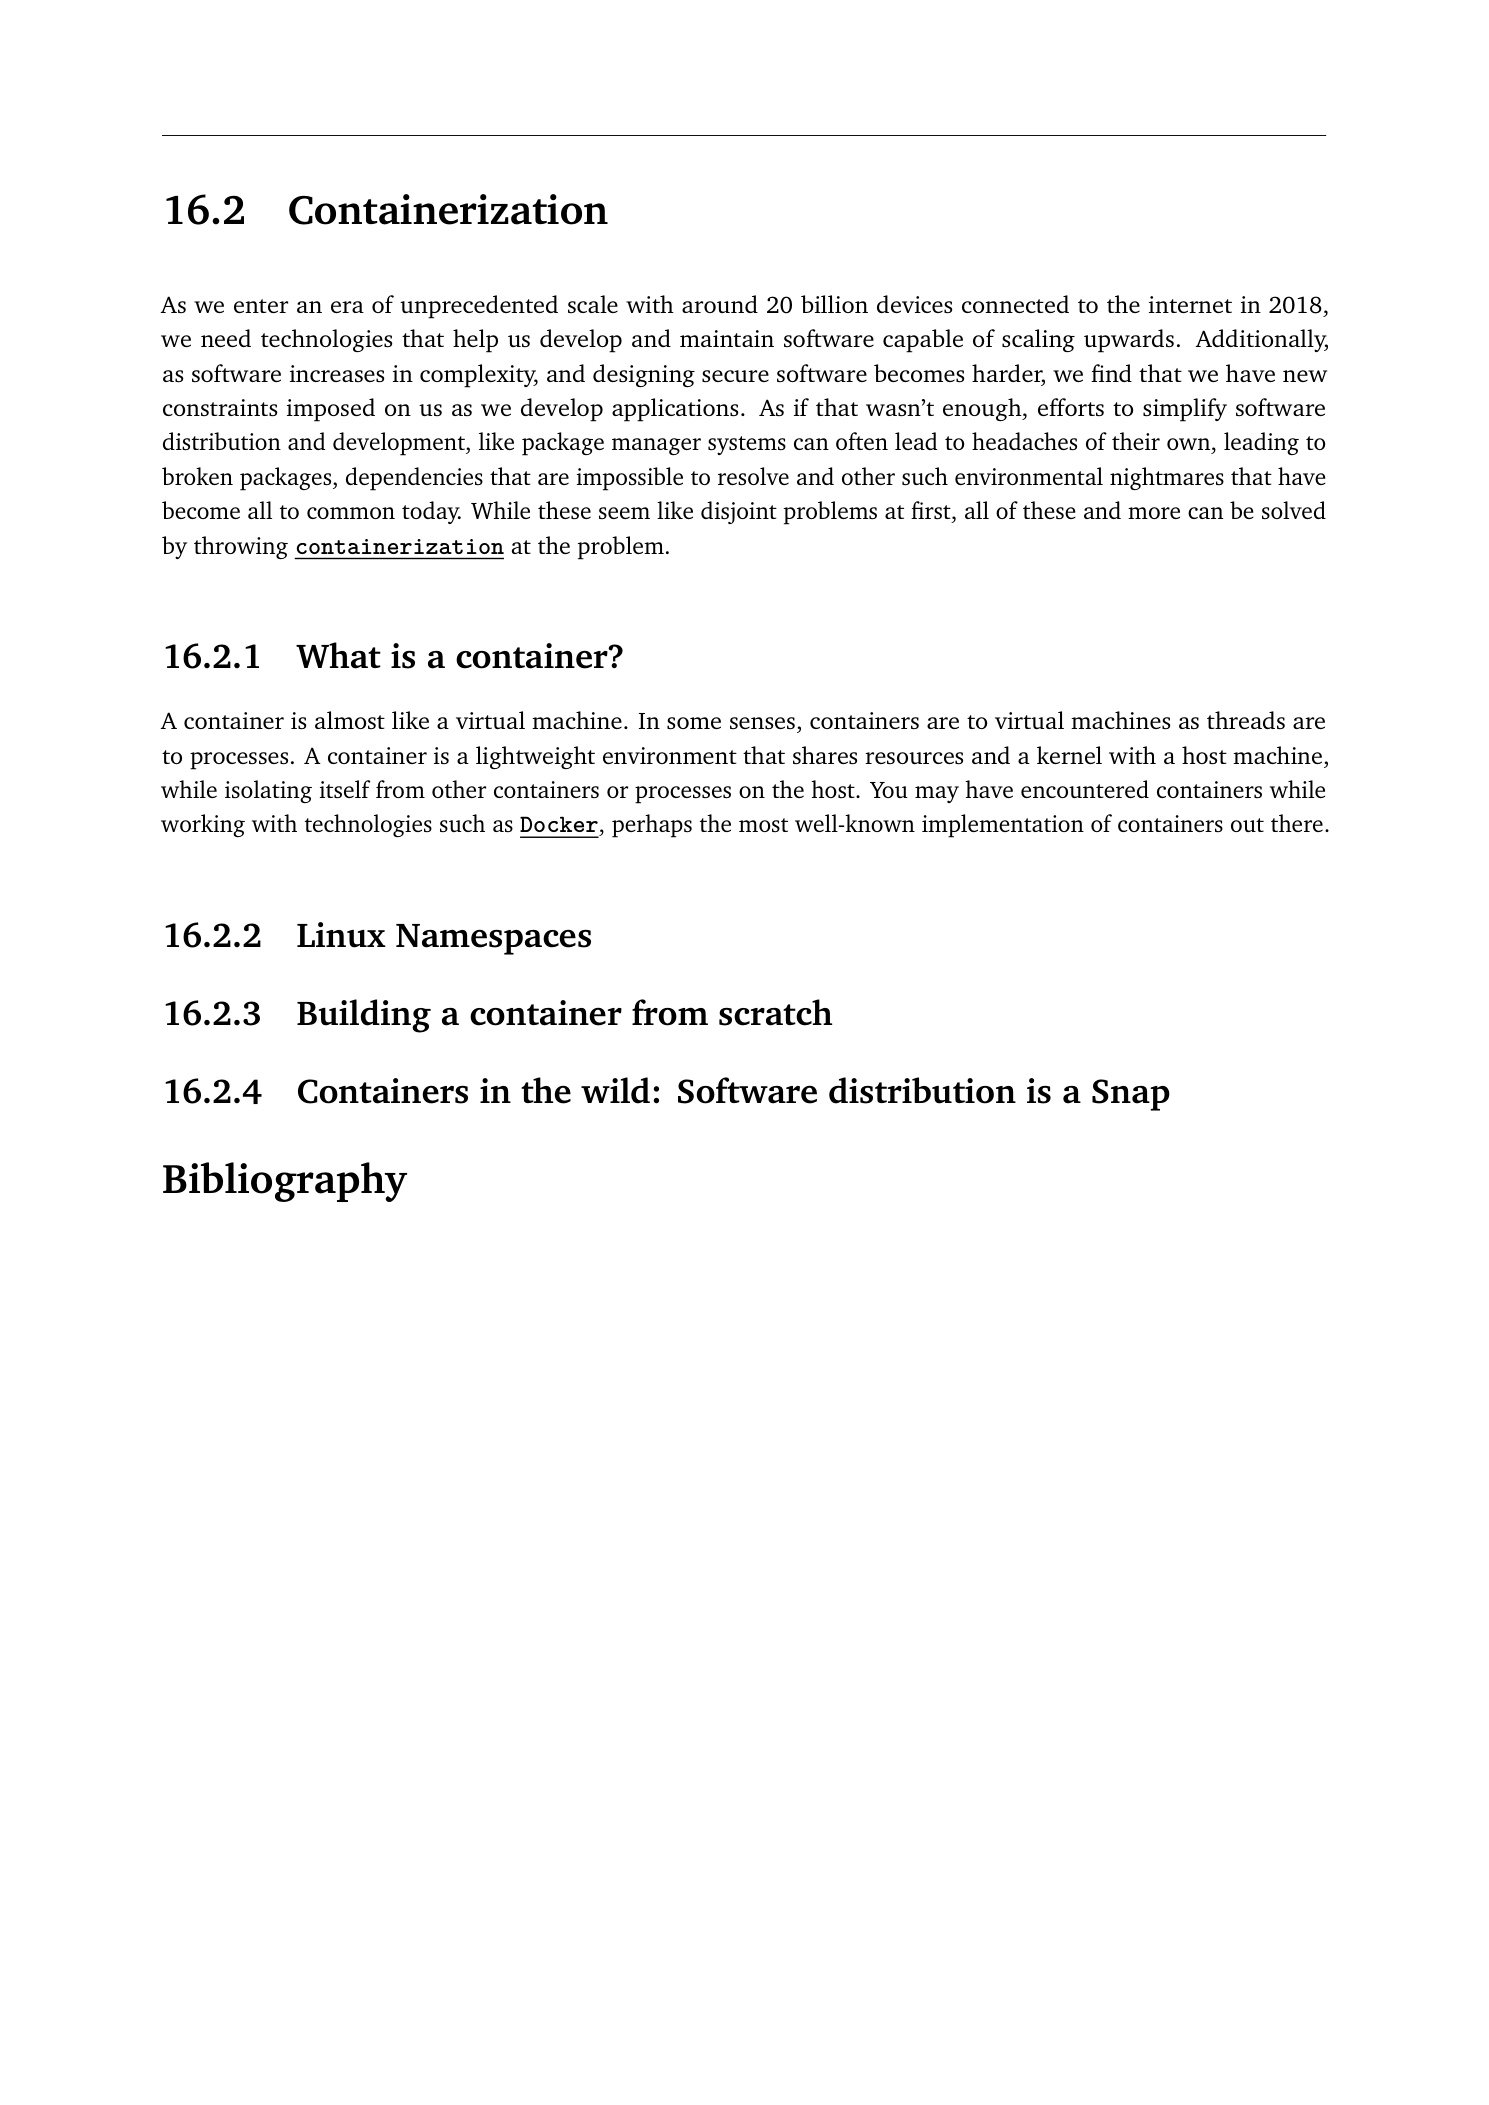 16.2 Containerization
As we enter an era of unprecedented scale with around 20 billion devices connected to the internet in 2018,
we need technologies that help us develop and maintain software capable of scaling upwards. Additionally,
as software increases in complexity, and designing secure software becomes harder, we find that we have new
constraints imposed on us as we develop applications. As if that wasn't enough, efforts to simplify software
distribution and development, like package manager systems can often lead to headaches of their own, leading to
broken packages, dependencies that are impossible to resolve and other such environmental nightmares that have
become all to common today. While these seem like disjoint problems at first, all of these and more can be solved
by throwing containerization at the problem.
16.2.1 What is a container?
A container is almost like a virtual machine. In some senses, containers are to virtual machines as threads are
to processes. A container is a lightweight environment that shares resources and a kernel with a host machine,
while isolating itself from other containers or processes on the host. You may have encountered containers while
working with technologies such as Docker, perhaps the most well-known implementation of containers out there.
16.2.2 Linux Namespaces
16.2.3 Building a container from scratch
16.2.4 Containers in the wild: Software distribution is a Snap
Bibliography